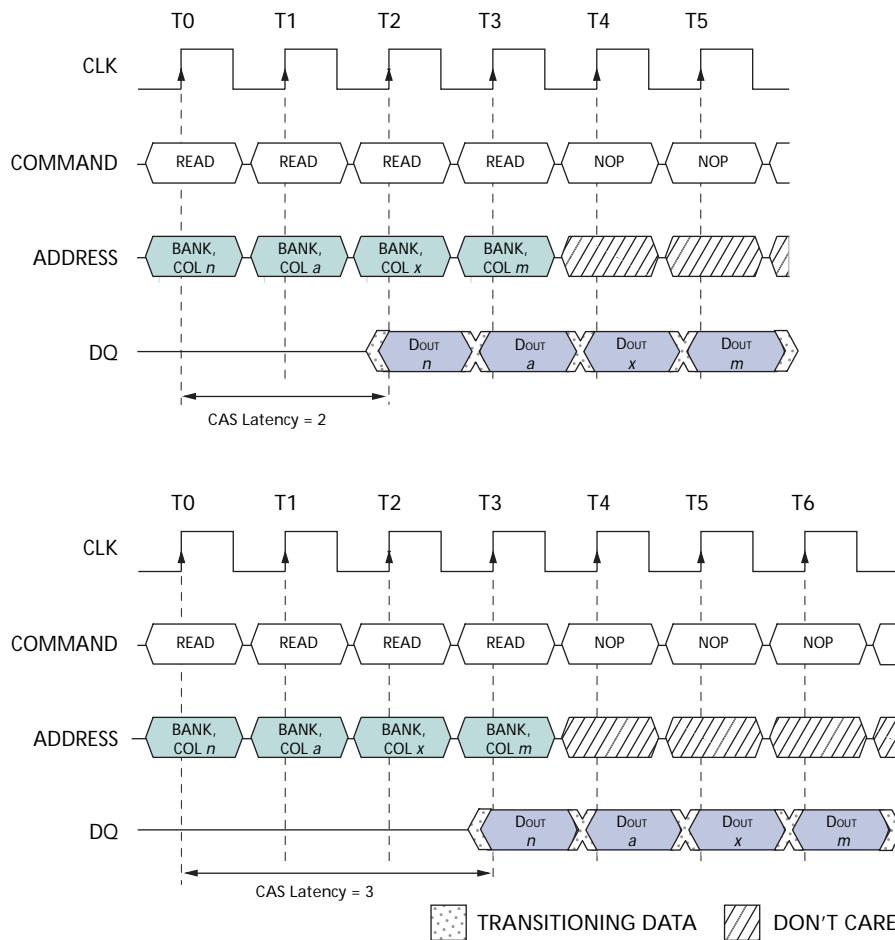 T0 T1 T2 T3 T4 T5
CLK
COMMAND READ READ READ READ NOP NOP
ADDRESS BANK, COL n BANK, COL a BANK, COL x BANK, COL m
DQ DOUT n DOUT a DOUT x DOUT m
CAS Latency = 2
T0 T1 T2 T3 T4 T5 T6
CLK
COMMAND READ READ READ READ NOP NOP NOP
ADDRESS BANK, COL n BANK, COL a BANK, COL x BANK, COL m
DQ DOUT n DOUT a DOUT x DOUT m
CAS Latency = 3
TRANSITIONING DATA DON'T CARE